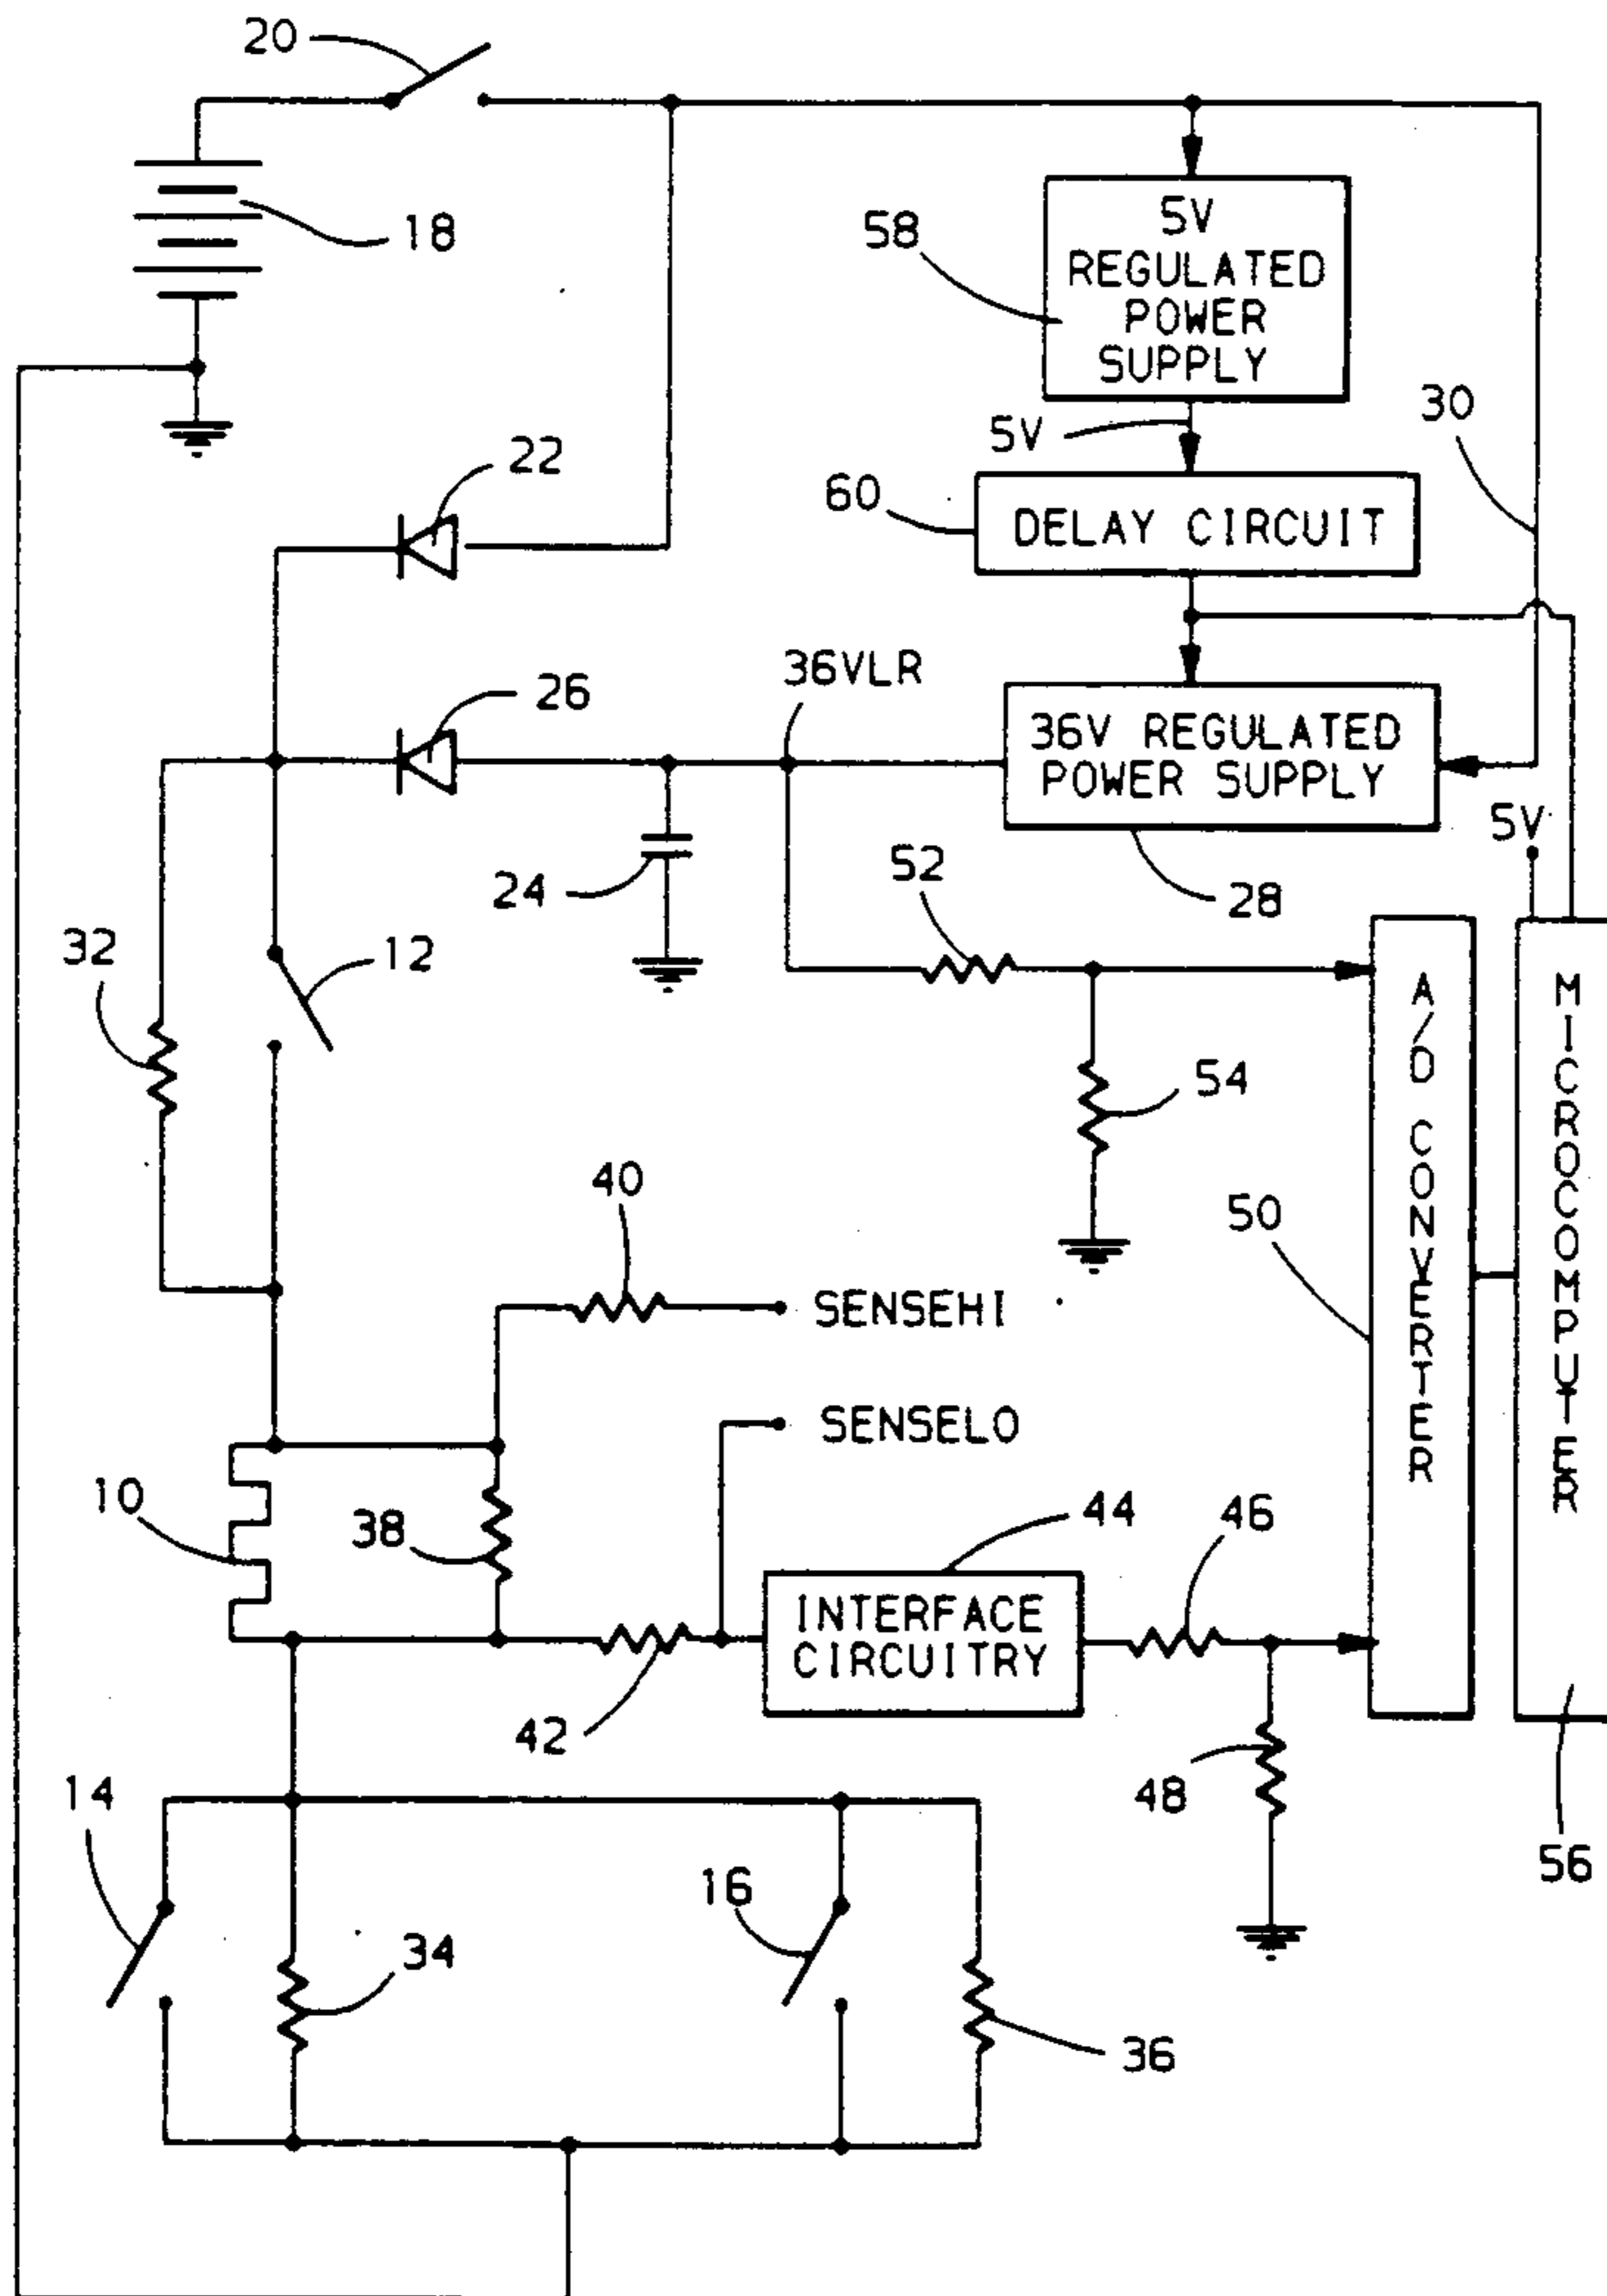 20
18
58
5V
REGULATED
POWER
SUPPLY
5V
30
22
60
DELAY CIRCUIT
26
36VLR
36V REGULATED
POWER SUPPLY
5V
24
52
28
32
12
A/D CONVERTER
MICROCOMPUTER
54
40
50
SENSEHI
SENSELO
10
38
44
46
INTERFACE
CIRCUITRY
42
14
48
16
56
34
36